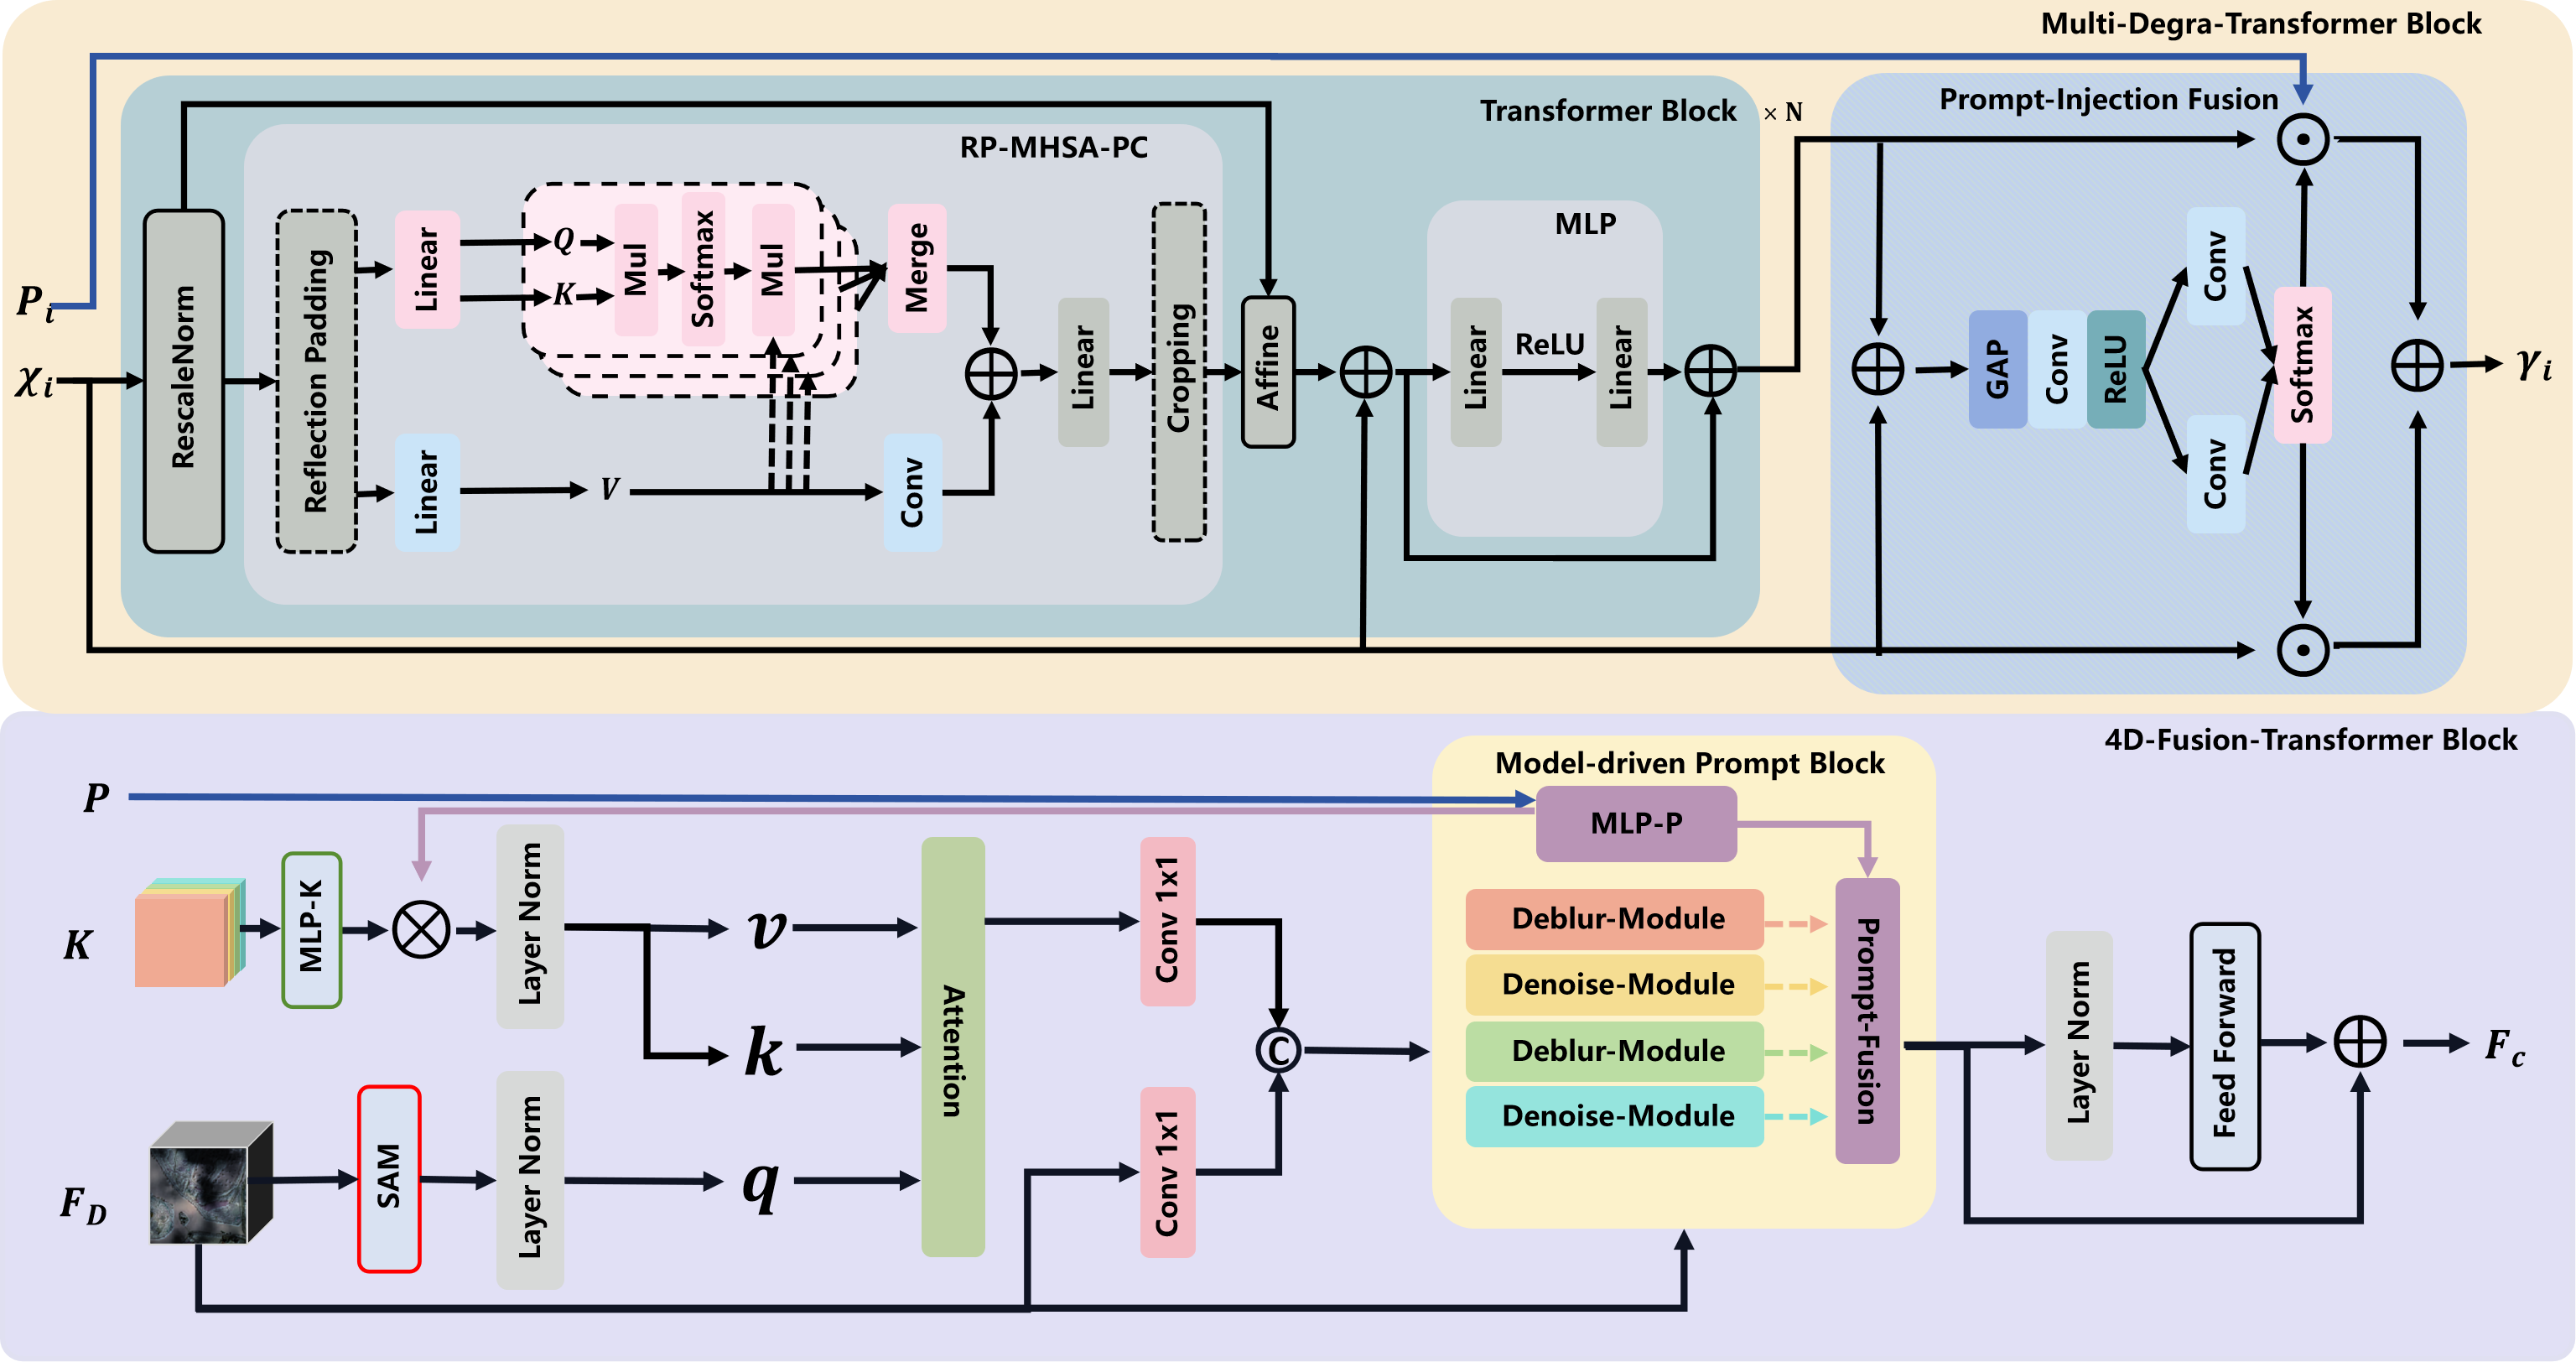 Multi-Degra-Transformer Block
Transformer Block × N
Prompt-Injection Fusion
RP-MHSA-PC
MLP
P_i
χ_i
RescaleNorm
Reflection Padding
Linear
Q
K
Mul
Softmax
Mul
Merge
Linear
V
Conv
Linear
Cropping
Affine
Linear
ReLU
Linear
GAP
Conv
ReLU
Conv
Conv
Softmax
γ_i
4D-Fusion-Transformer Block
Model-driven Prompt Block
P
MLP-P
K
MLP-K
Layer Norm
v
k
Attention
Conv 1x1
C
F_D
SAM
Layer Norm
q
Conv 1x1
Deblur-Module
Denoise-Module
Deblur-Module
Denoise-Module
Prompt-Fusion
Layer Norm
Feed Forward
F_c